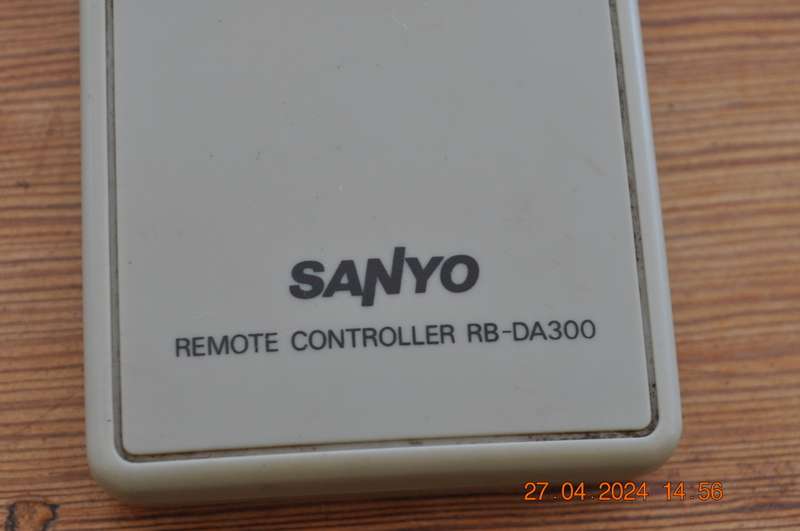 SANYO
REMOTE CONTROLLER RB-DA300
27.04.2024 14:56